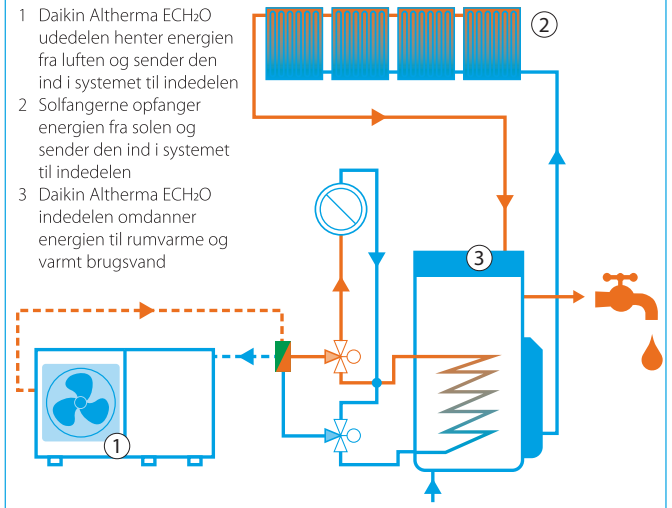 1 Daikin Altherma ECH₂O
udedelen henter energien
fra luften og sender den
ind i systemet til indedelen
2 Solfangerne opfanger
energien fra solen og
sender den ind i systemet
til indedelen
3 Daikin Altherma ECH₂O
indedelen omdanner
energien til rumvarme og
varmt brugsvand
2
3
1